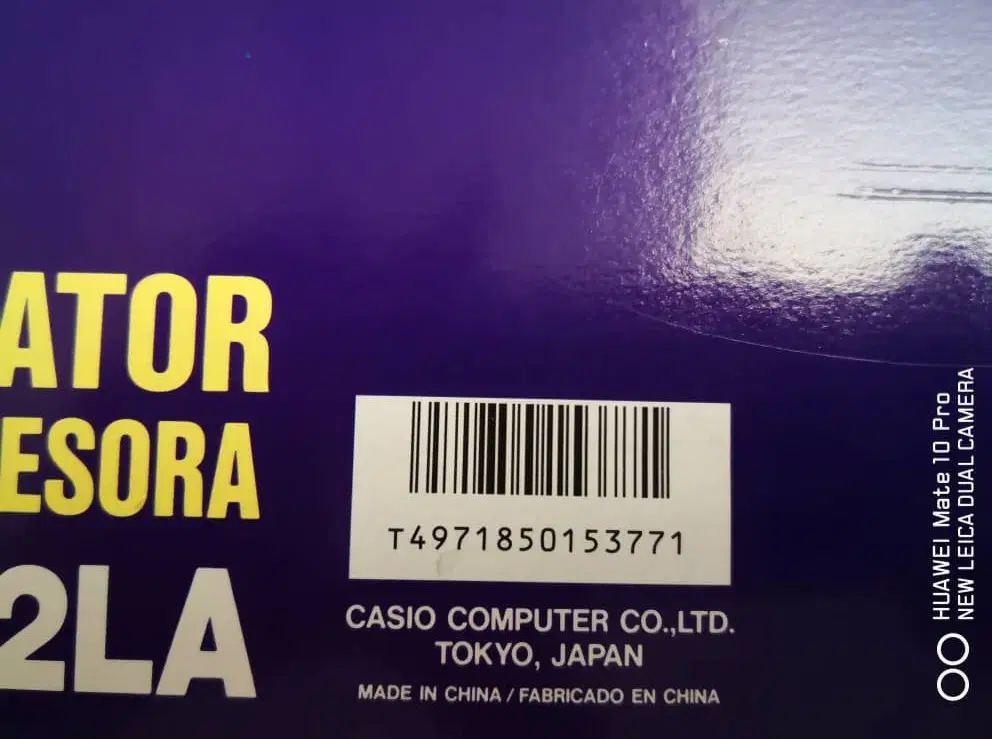 ATOR
ESORA
2LA
T4971850153771
CASIO COMPUTER CO.,LTD.
TOKYO, JAPAN
MADE IN CHINA / FABRICADO EN CHINA
HUAWEI Mate 10 Pro
NEW LEICA DUAL CAMERA